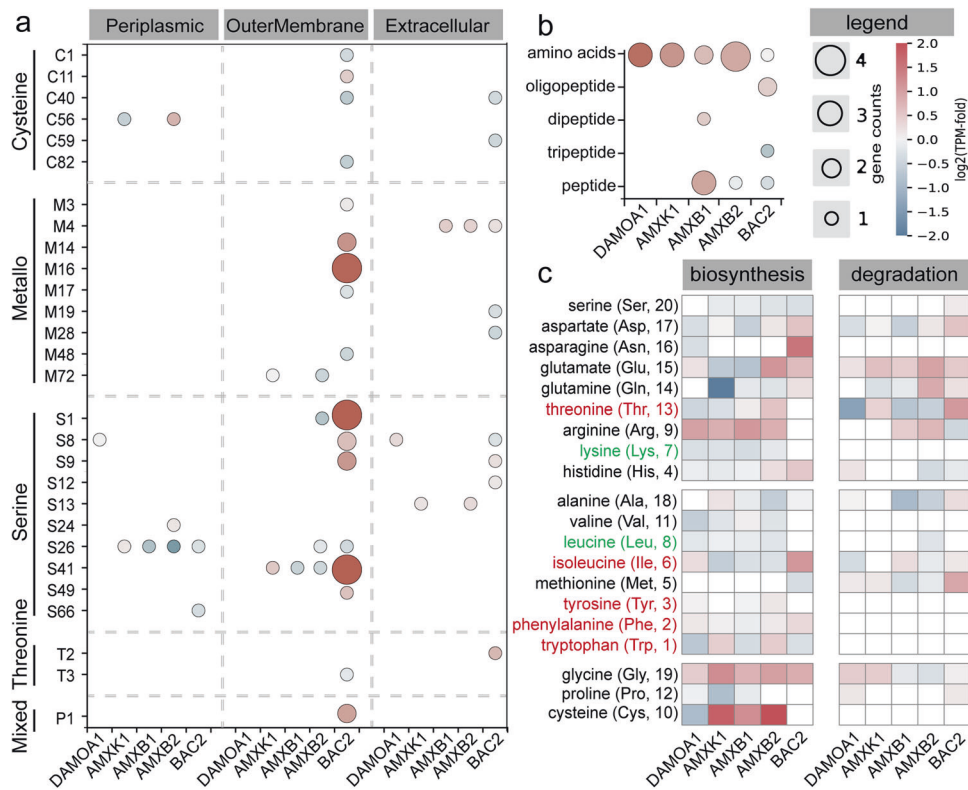 a
Periplasmic
OuterMembrane
Extracellular
Cysteine
C1
C11
C40
C56
C59
C82
Metallo
M3
M4
M14
M16
M17
M19
M28
M48
M72
Serine
S1
S8
S9
S12
S13
S24
S26
S41
S49
S66
Threonine
T2
T3
Mixed
P1
DAMOA1
AMXK1
AMXB1
AMXB2
BAC2
DAMOA1
AMXK1
AMXB1
AMXB2
BAC2
DAMOA1
AMXK1
AMXB1
AMXB2
BAC2
b
amino acids
oligopeptide
dipeptide
tripeptide
peptide
DAMOA1
AMXK1
AMXB1
AMXB2
BAC2
legend
4
3
2
1
gene counts
2.0
1.5
1.0
0.5
0.0
−0.5
−1.0
−1.5
−2.0
log2(TPM-fold)
c
biosynthesis
degradation
serine (Ser, 20)
aspartate (Asp, 17)
asparagine (Asn, 16)
glutamate (Glu, 15)
glutamine (Gln, 14)
threonine (Thr, 13)
arginine (Arg, 9)
lysine (Lys, 7)
histidine (His, 4)
alanine (Ala, 18)
valine (Val, 11)
leucine (Leu, 8)
isoleucine (Ile, 6)
methionine (Met, 5)
tyrosine (Tyr, 3)
phenylalanine (Phe, 2)
tryptophan (Trp, 1)
glycine (Gly, 19)
proline (Pro, 12)
cysteine (Cys, 10)
DAMOA1
AMXK1
AMXB1
AMXB2
BAC2
DAMOA1
AMXK1
AMXB1
AMXB2
BAC2